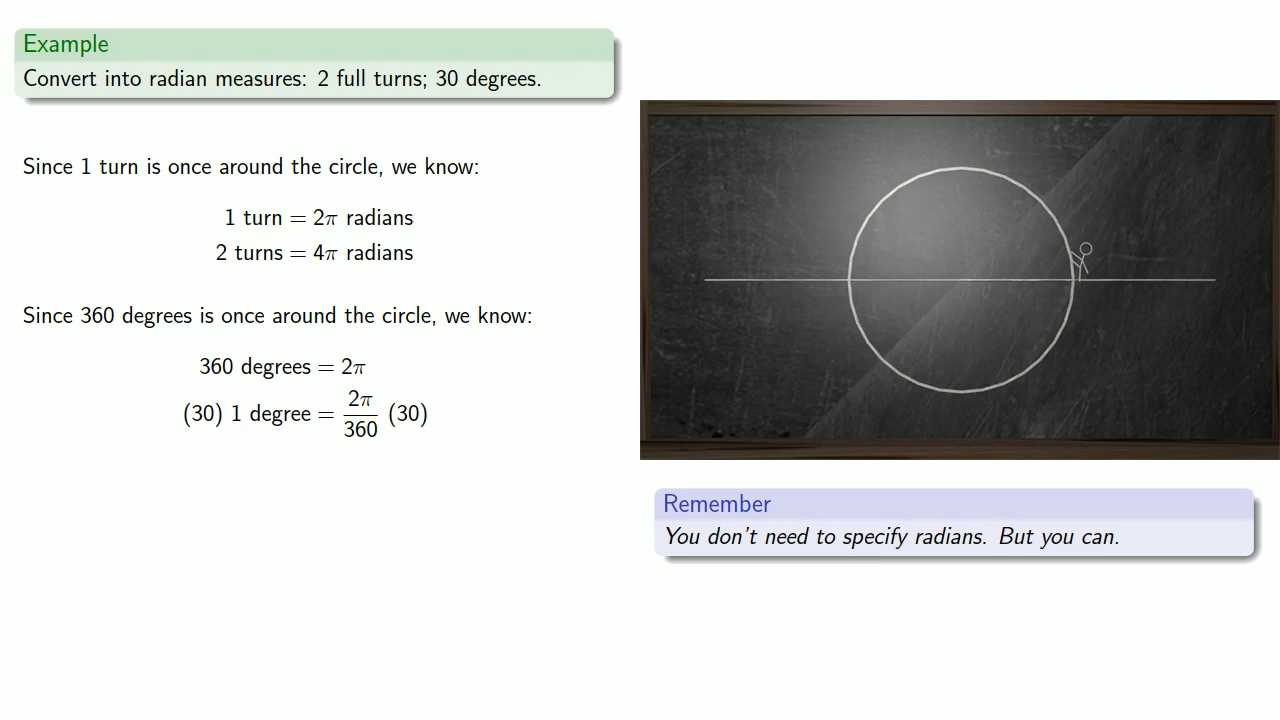 Example
Convert into radian measures: 2 full turns; 30 degrees.
Since 1 turn is once around the circle, we know:
1 turn = 2π radians
2 turns = 4π radians
Since 360 degrees is once around the circle, we know:
360 degrees = 2π
(30) 1 degree = 2π/360 (30)
Remember
You don't need to specify radians. But you can.